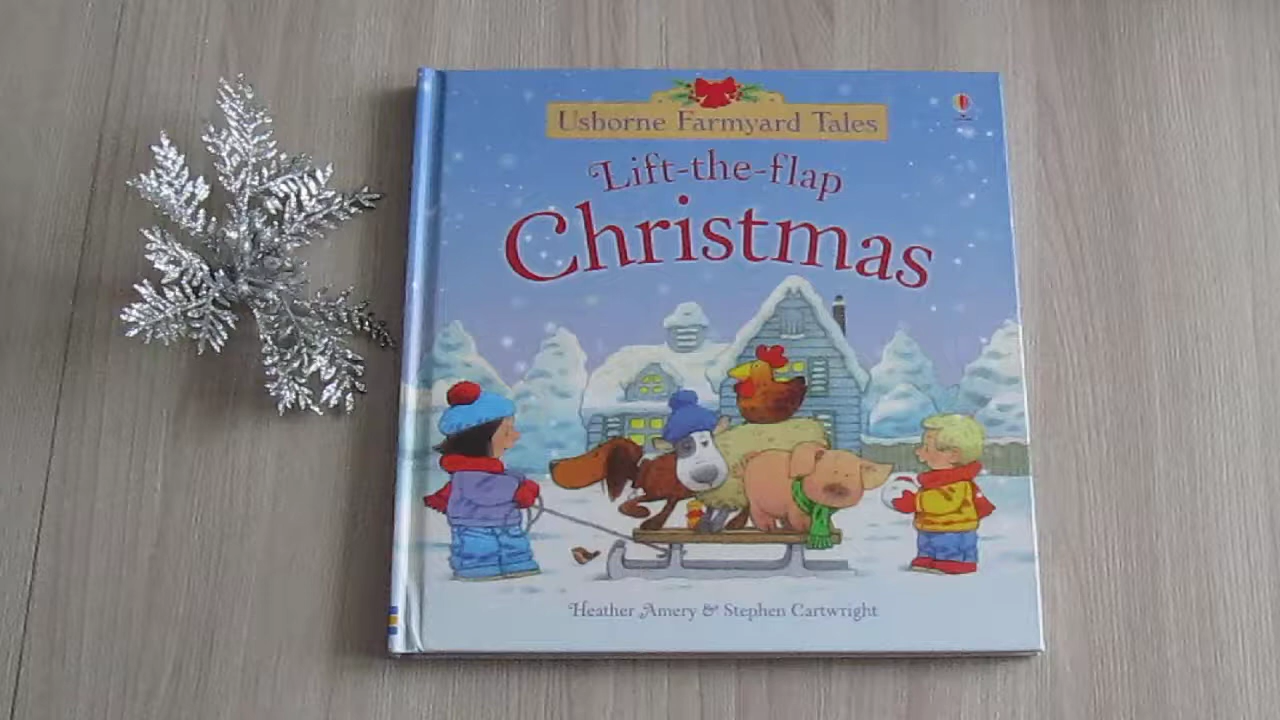 Usborne Farmyard Tales
Lift-the-flap
Christmas
Heather Amery & Stephen Cartwright